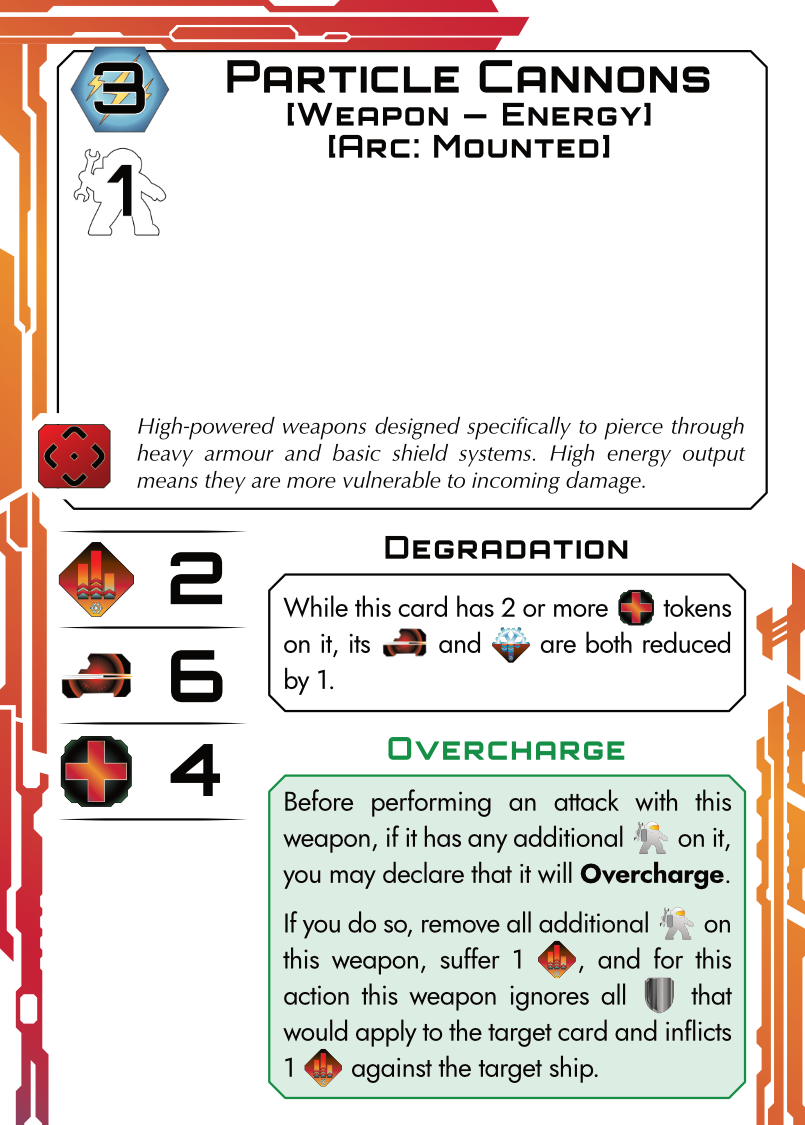 3
PARTICLE CANNONS
[WEAPON – ENERGY]
[ARC: MOUNTED]
1
High-powered weapons designed specifically to pierce through
heavy armour and basic shield systems. High energy output
means they are more vulnerable to incoming damage.
2
6
4
DEGRADATION
While this card has 2 or more tokens
on it, its and are both reduced
by 1.
OVERCHARGE
Before performing an attack with this
weapon, if it has any additional on it,
you may declare that it will Overcharge.
If you do so, remove all additional on
this weapon, suffer 1 , and for this
action this weapon ignores all that
would apply to the target card and inflicts
1 against the target ship.